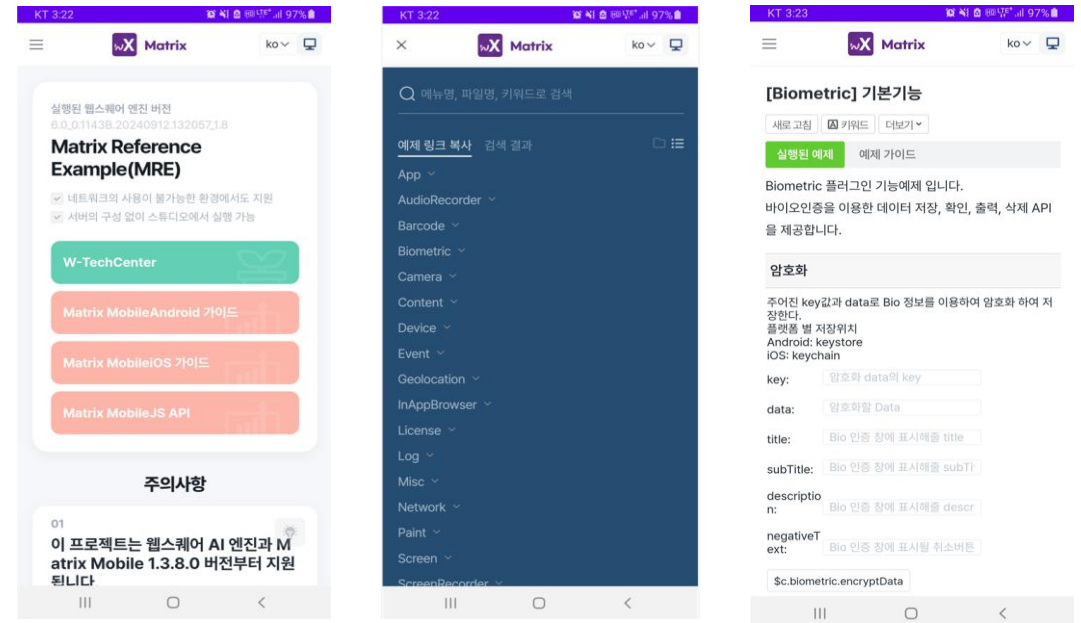 KT 3:22
LTE+ 97%
wX Matrix
ko
실행된 웹스퀘어 엔진 버전
6.0_0.1143B.20240912.132057_1.8
Matrix Reference
Example(MRE)
네트워크의 사용이 불가능한 환경에서도 지원
서버의 구성 없이 스튜디오에서 실행 가능
W-TechCenter
Matrix MobileAndroid 가이드
Matrix MobileiOS 가이드
Matrix MobileJS API
주의사항
01
이 프로젝트는 웹스퀘어 AI 엔진과 M
atrix Mobile 1.3.8.0 버전부터 지원
됩니다
KT 3:22
LTE+ 97%
wX Matrix
ko
메뉴명, 파일명, 키워드로 검색
예제 링크 복사 검색 결과
App
AudioRecorder
Barcode
Biometric
Camera
Content
Device
Event
Geolocation
InAppBrowser
License
Log
Misc
Network
Paint
Screen
ScreenRecorder
KT 3:23
LTE+ 97%
wX Matrix
ko
[Biometric] 기본기능
새로 고침 A 키워드 더보기
실행된 예제 예제 가이드
Biometric 플러그인 기능예제 입니다.
바이오인증을 이용한 데이터 저장, 확인, 출력, 삭제 API
을 제공합니다.
암호화
주어진 key값과 data로 Bio 정보를 이용하여 암호화 하여 저
장한다.
플랫폼 별 저장위치
Android: keystore
iOS: keychain
key: 암호화 data의 key
data: 암호화할 Data
title: Bio 인증 창에 표시해줄 title
subTitle: Bio 인증 창에 표시해줄 subTi
descriptio
n: Bio 인증 창에 표시해줄 descr
negativeT
ext: Bio 인증 창에 표시될 취소버튼
$c.biometric.encryptData